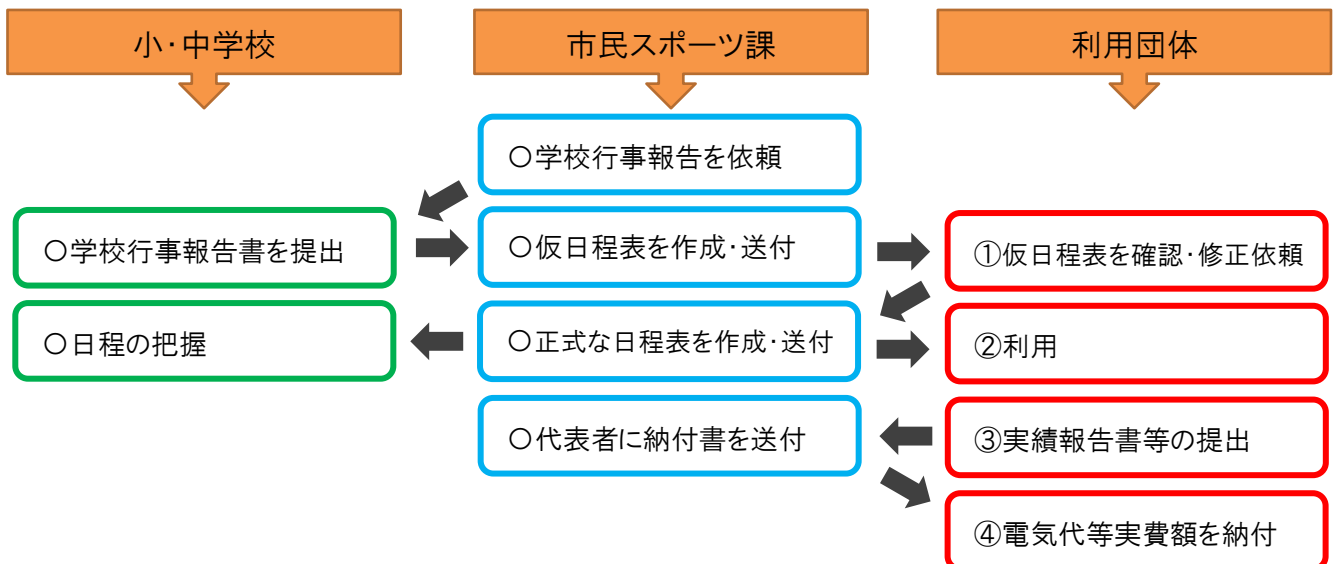 小・中学校
市民スポーツ課
利用団体
〇学校行事報告を依頼
〇学校行事報告書を提出
〇仮日程表を作成・送付
①仮日程表を確認・修正依頼
〇日程の把握
〇正式な日程表を作成・送付
②利用
〇代表者に納付書を送付
③実績報告書等の提出
④電気代等実費額を納付